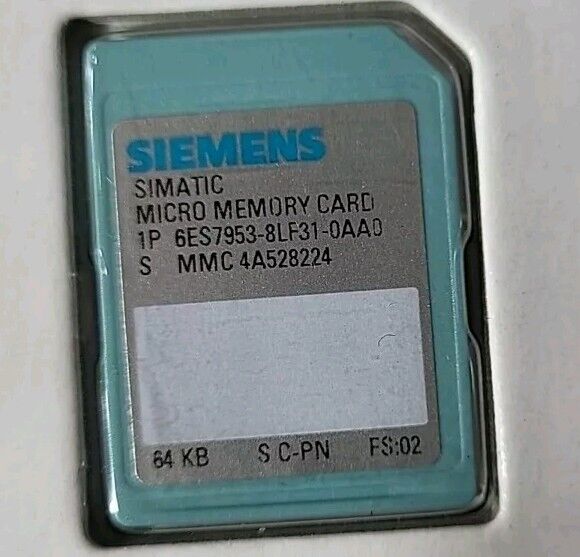 SIEMENS
SIMATIC
MICRO MEMORY CARD
1P 6ES7953-8LF31-0AA0
S MMC 4A528224
64 KB S C-PN FS:02